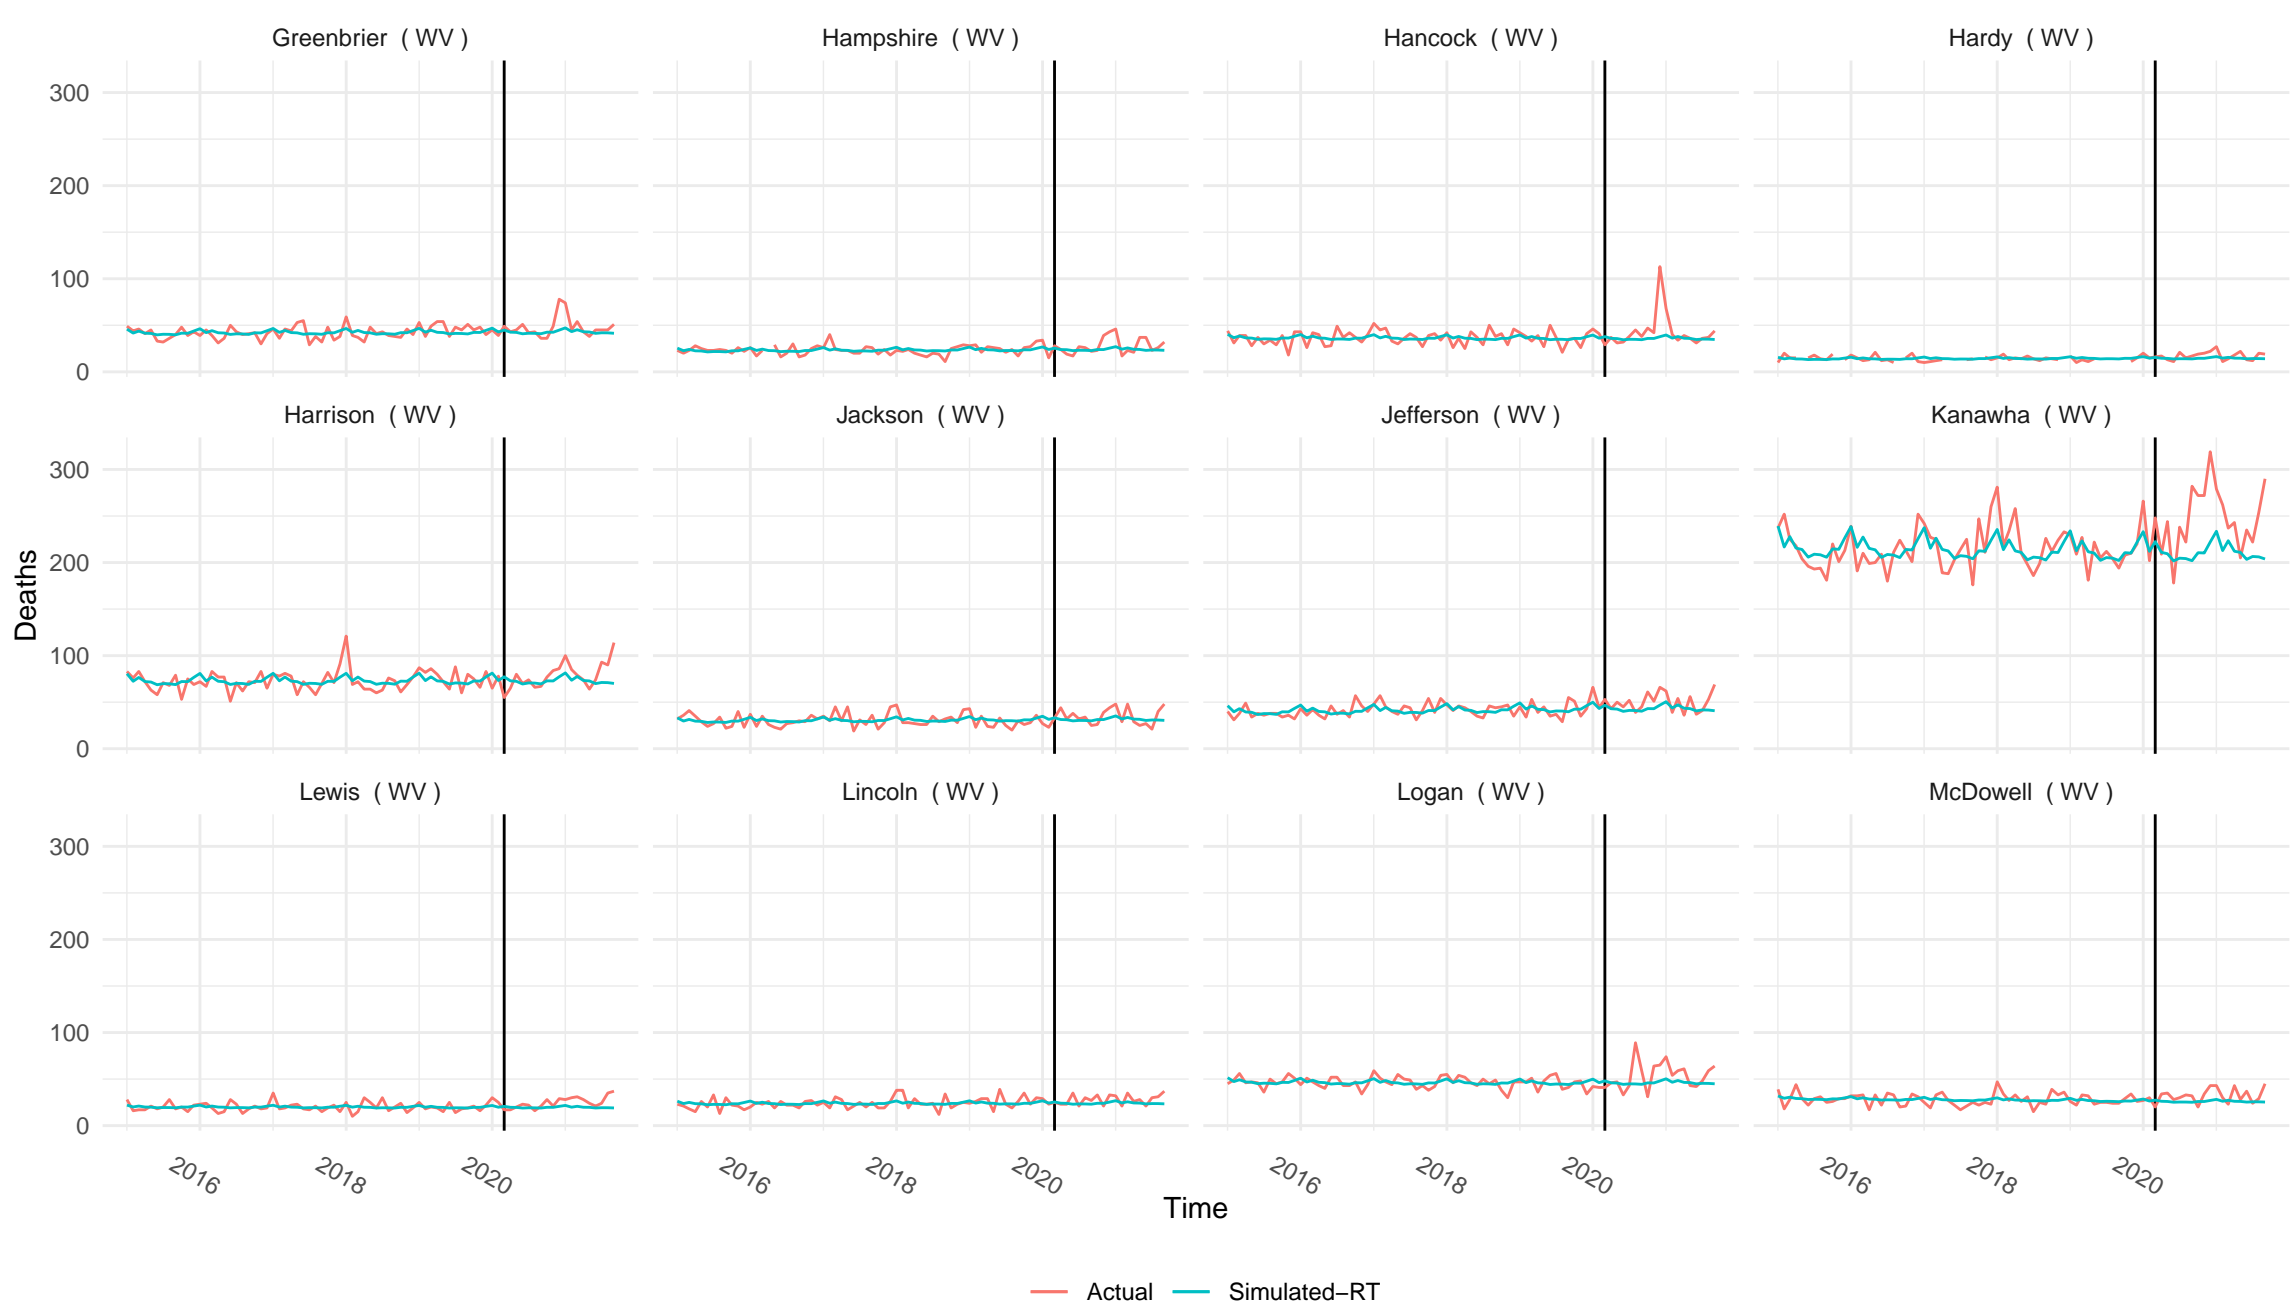 Greenbrier ( WV )
Hampshire ( WV )
Hancock ( WV )
Hardy ( WV )
300
200
100
0
Harrison ( WV )
Jackson ( WV )
Jefferson ( WV )
Kanawha ( WV )
300
200
100
0
Deaths
Lewis ( WV )
Lincoln ( WV )
Logan ( WV )
McDowell ( WV )
300
200
100
0
2016 2018 2020
2016 2018 2020
2016 2018 2020
2016 2018 2020
Time
Actual Simulated−RT